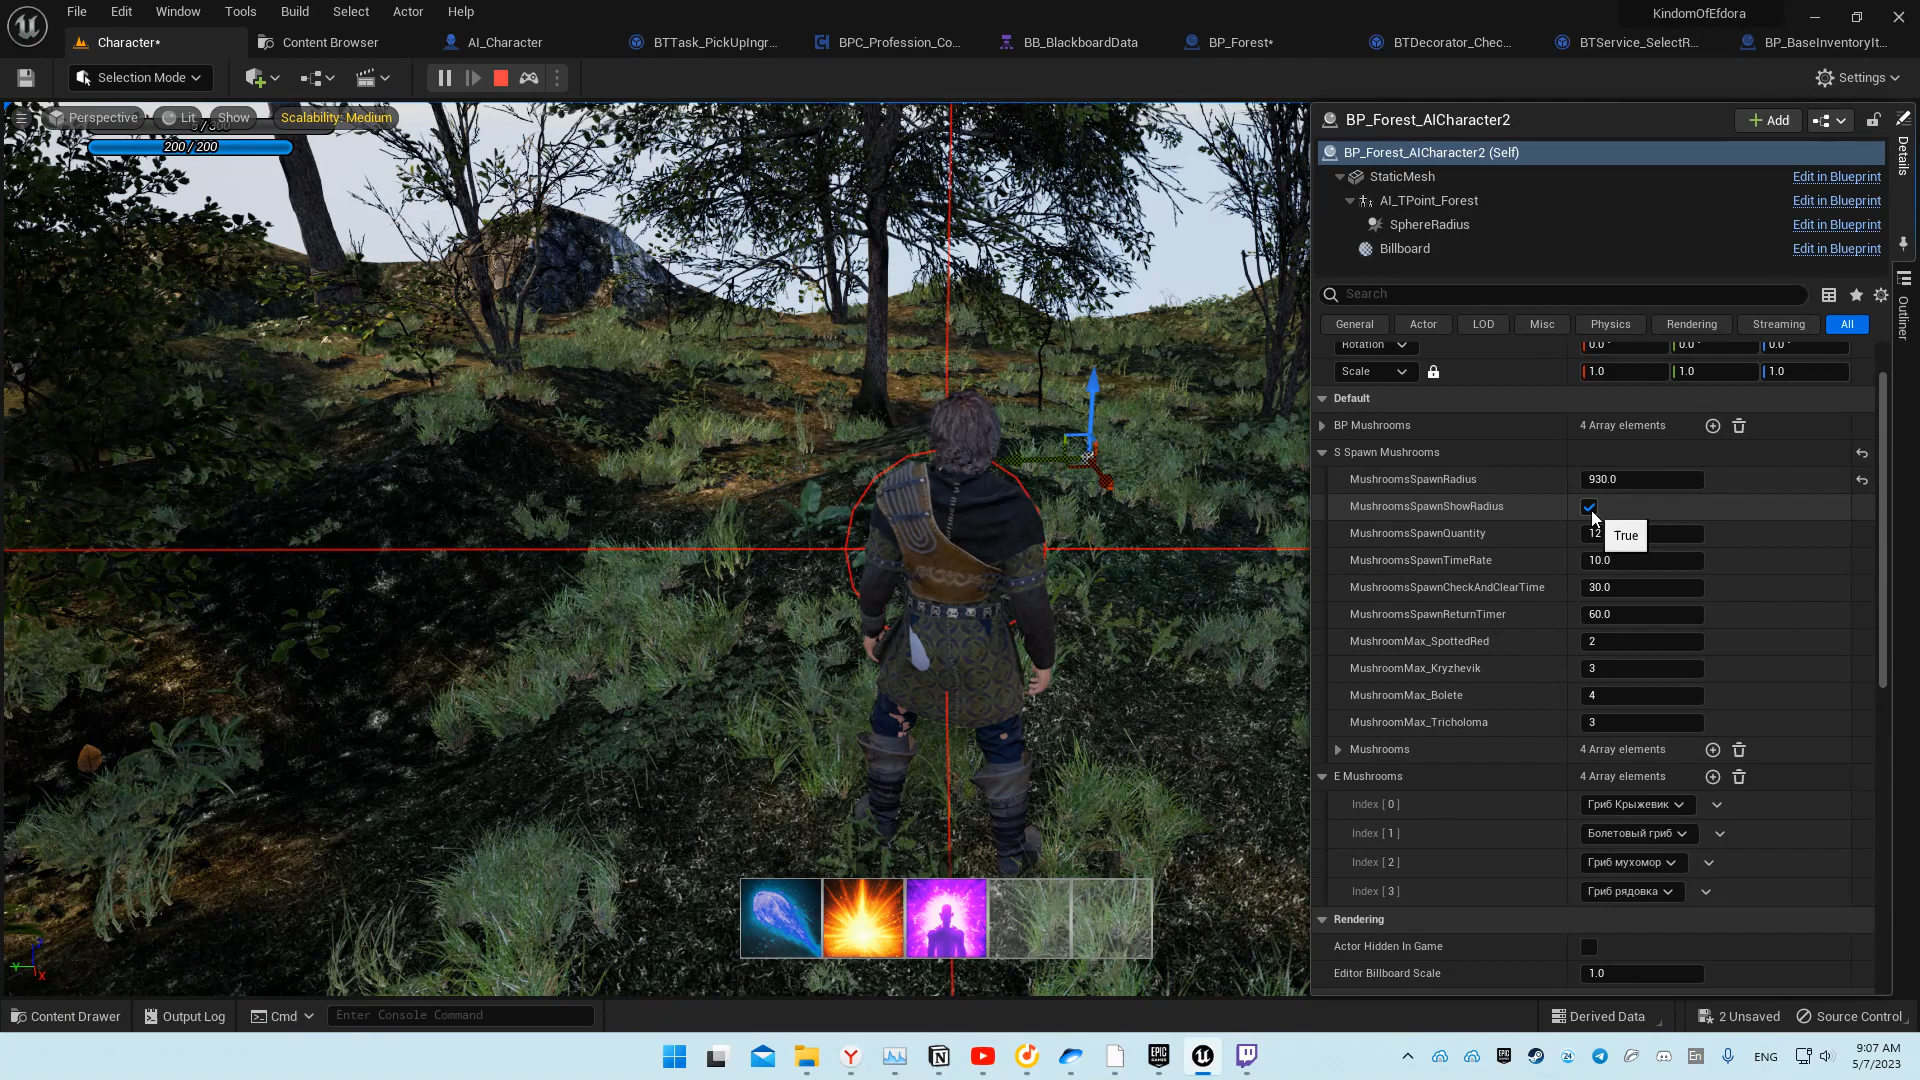 File Edit Window Tools Build Select Actor Help
KindomOfEfdora
Character* Content Browser AI_Character BTTask_PickUpIngr... BPC_Profession_Co... BB_BlackboardData BP_Forest* BTDecorator_Chec... BTService_SelectR... BP_BaseInventoryIt...
Selection Mode Settings
Perspective Lit Show Scalability: Medium
200 / 200
BP_Forest_AICharacter2 Add
BP_Forest_AICharacter2 (Self)
StaticMesh Edit in Blueprint
AI_TPoint_Forest Edit in Blueprint
SphereRadius Edit in Blueprint
Billboard Edit in Blueprint
Details
Outliner
Search
General Actor LOD Misc Physics Rendering Streaming All
Rotation 0.0° 0.0° 0.0°
Scale 1.0 1.0 1.0
Default
BP Mushrooms 4 Array elements
S Spawn Mushrooms
MushroomsSpawnRadius 930.0
MushroomsSpawnShowRadius
MushroomsSpawnQuantity 12
True
MushroomsSpawnTimeRate 10.0
MushroomsSpawnCheckAndClearTime 30.0
MushroomsSpawnReturnTimer 60.0
MushroomMax_SpottedRed 2
MushroomMax_Kryzhevik 3
MushroomMax_Bolete 4
MushroomMax_Tricholoma 3
Mushrooms 4 Array elements
E Mushrooms 4 Array elements
Index [ 0 ] Гриб Крыжевик
Index [ 1 ] Болетовый гриб
Index [ 2 ] Гриб мухомор
Index [ 3 ] Гриб рядовка
Rendering
Actor Hidden In Game
Editor Billboard Scale 1.0
Content Drawer Output Log Cmd Enter Console Command Derived Data 2 Unsaved Source Control
ENG 9:07 AM
5/7/2023